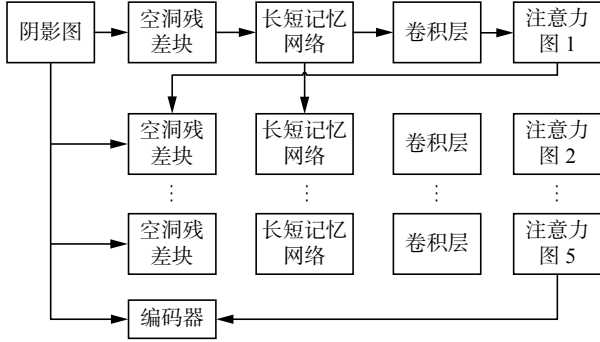 阴影图
空洞残
差块
长短记忆
网络
卷积层
注意力
图 1
空洞残
差块
长短记忆
网络
卷积层
注意力
图 2
空洞残
差块
长短记忆
网络
卷积层
注意力
图 5
编码器